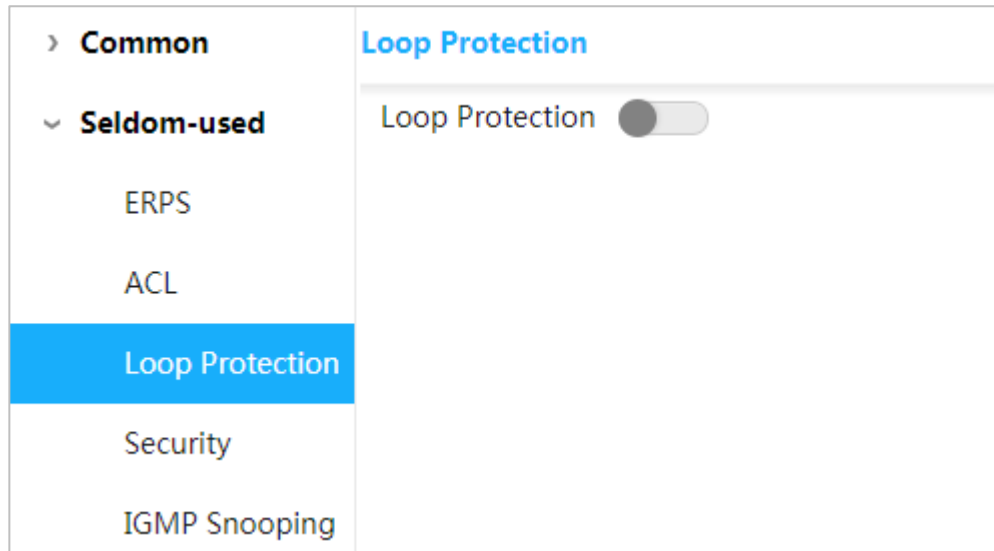 Common
Seldom-used
ERPS
ACL
Loop Protection
Security
IGMP Snooping
Loop Protection
Loop Protection